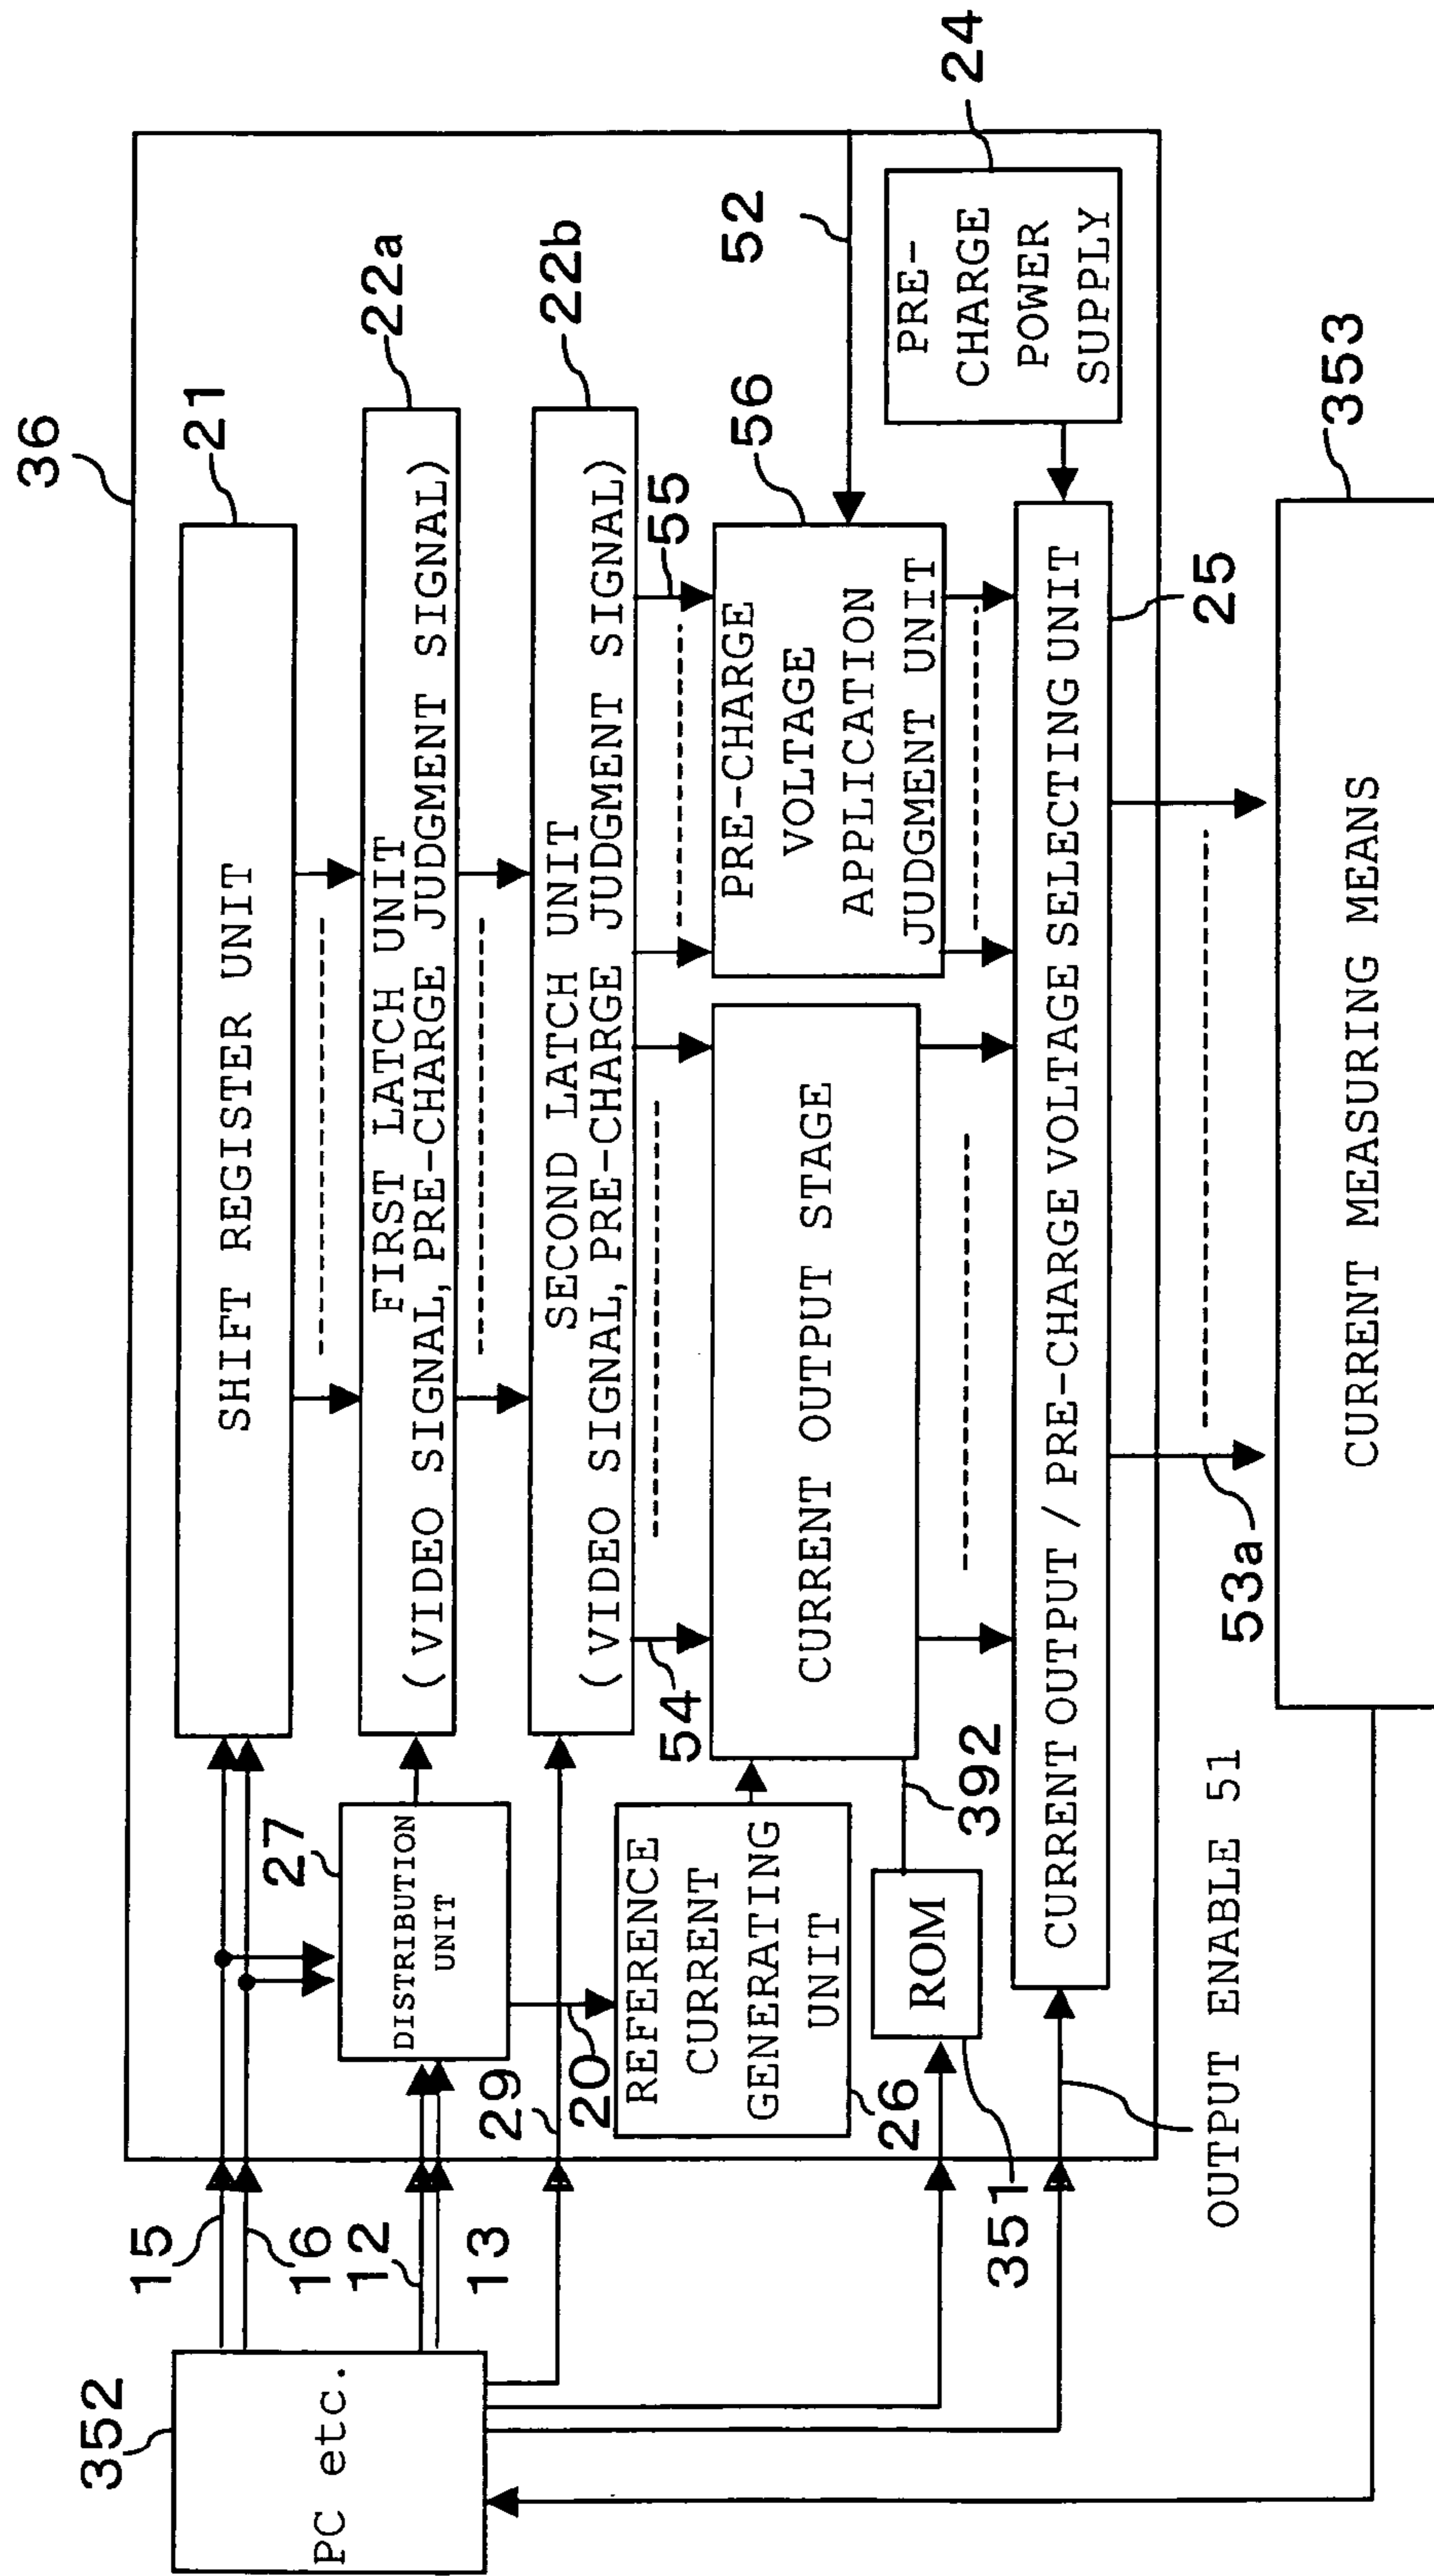 36
352
PC etc.
15
16
12
13
21
SHIFT REGISTER UNIT
27
DISTRIBUTION
UNIT
22a
FIRST LATCH UNIT
(VIDEO SIGNAL, PRE-CHARGE JUDGMENT SIGNAL)
22b
SECOND LATCH UNIT
(VIDEO SIGNAL, PRE-CHARGE JUDGMENT SIGNAL)
29
20
54
55
REFERENCE
CURRENT
GENERATING
UNIT
26
CURRENT OUTPUT STAGE
56
PRE-CHARGE
VOLTAGE
APPLICATION
JUDGMENT UNIT
52
24
PRE-
CHARGE
POWER
SUPPLY
ROM
351
392
CURRENT OUTPUT / PRE-CHARGE VOLTAGE SELECTING UNIT
25
OUTPUT ENABLE 51
53a
353
CURRENT MEASURING MEANS